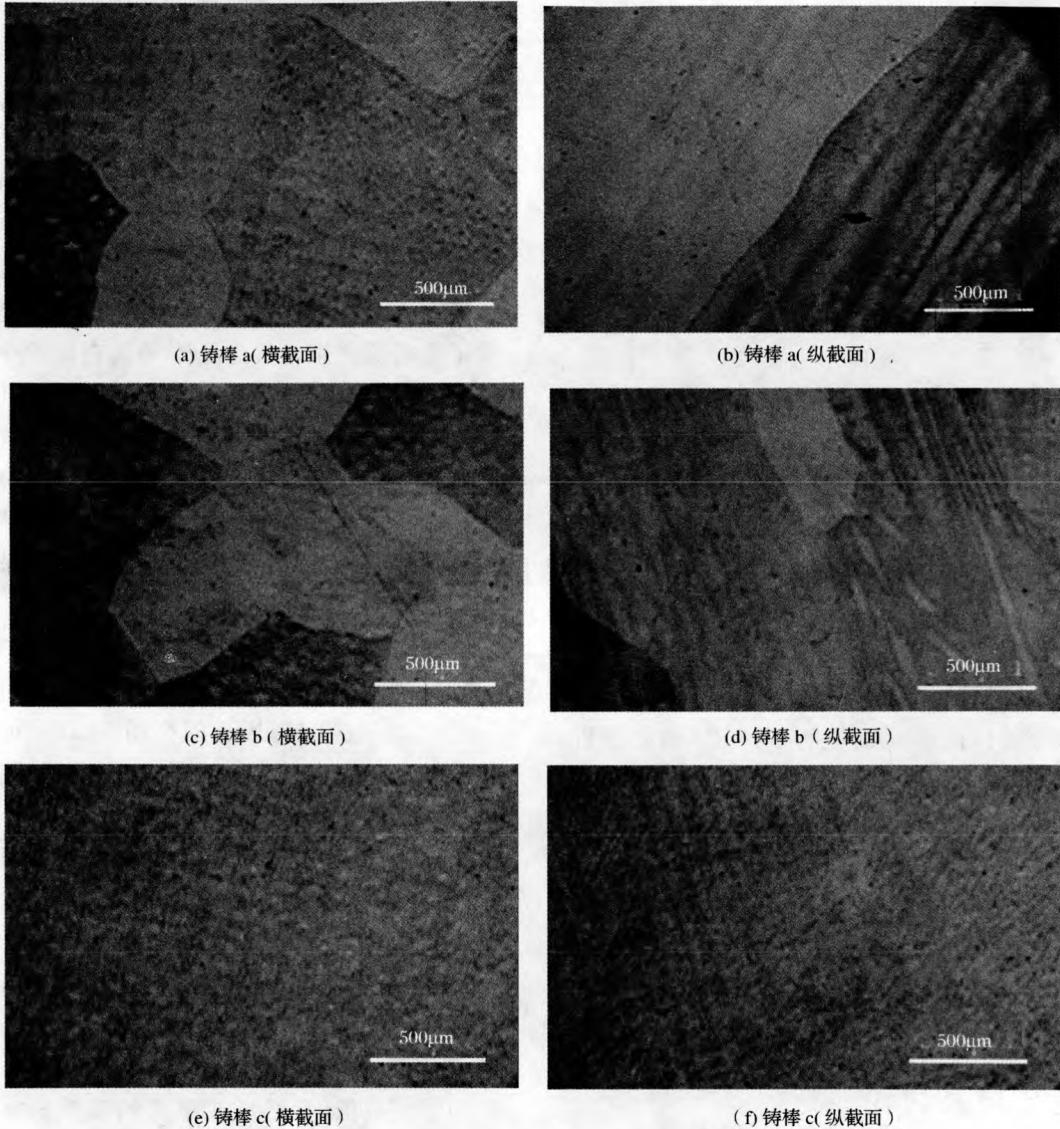 500μm
500μm
(a) 铸棒 a( 横截面 )
(b) 铸棒 a( 纵截面 )
500μm
500μm
(c) 铸棒 b ( 横截面 )
(d) 铸棒 b ( 纵截面 )
500μm
500μm
(e) 铸棒 c( 横截面 )
( f) 铸棒 c( 纵截面 )